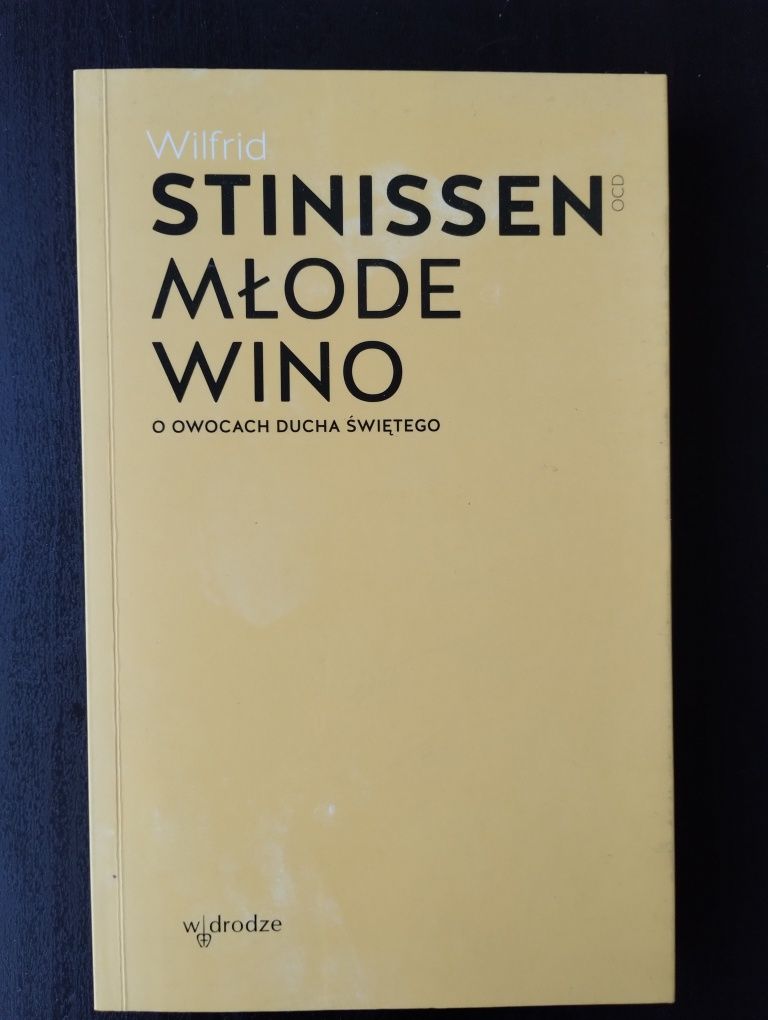 Wilfrid
STINISSEN OCD
MŁODE
WINO
O OWOCACH DUCHA ŚWIĘTEGO
w drodze